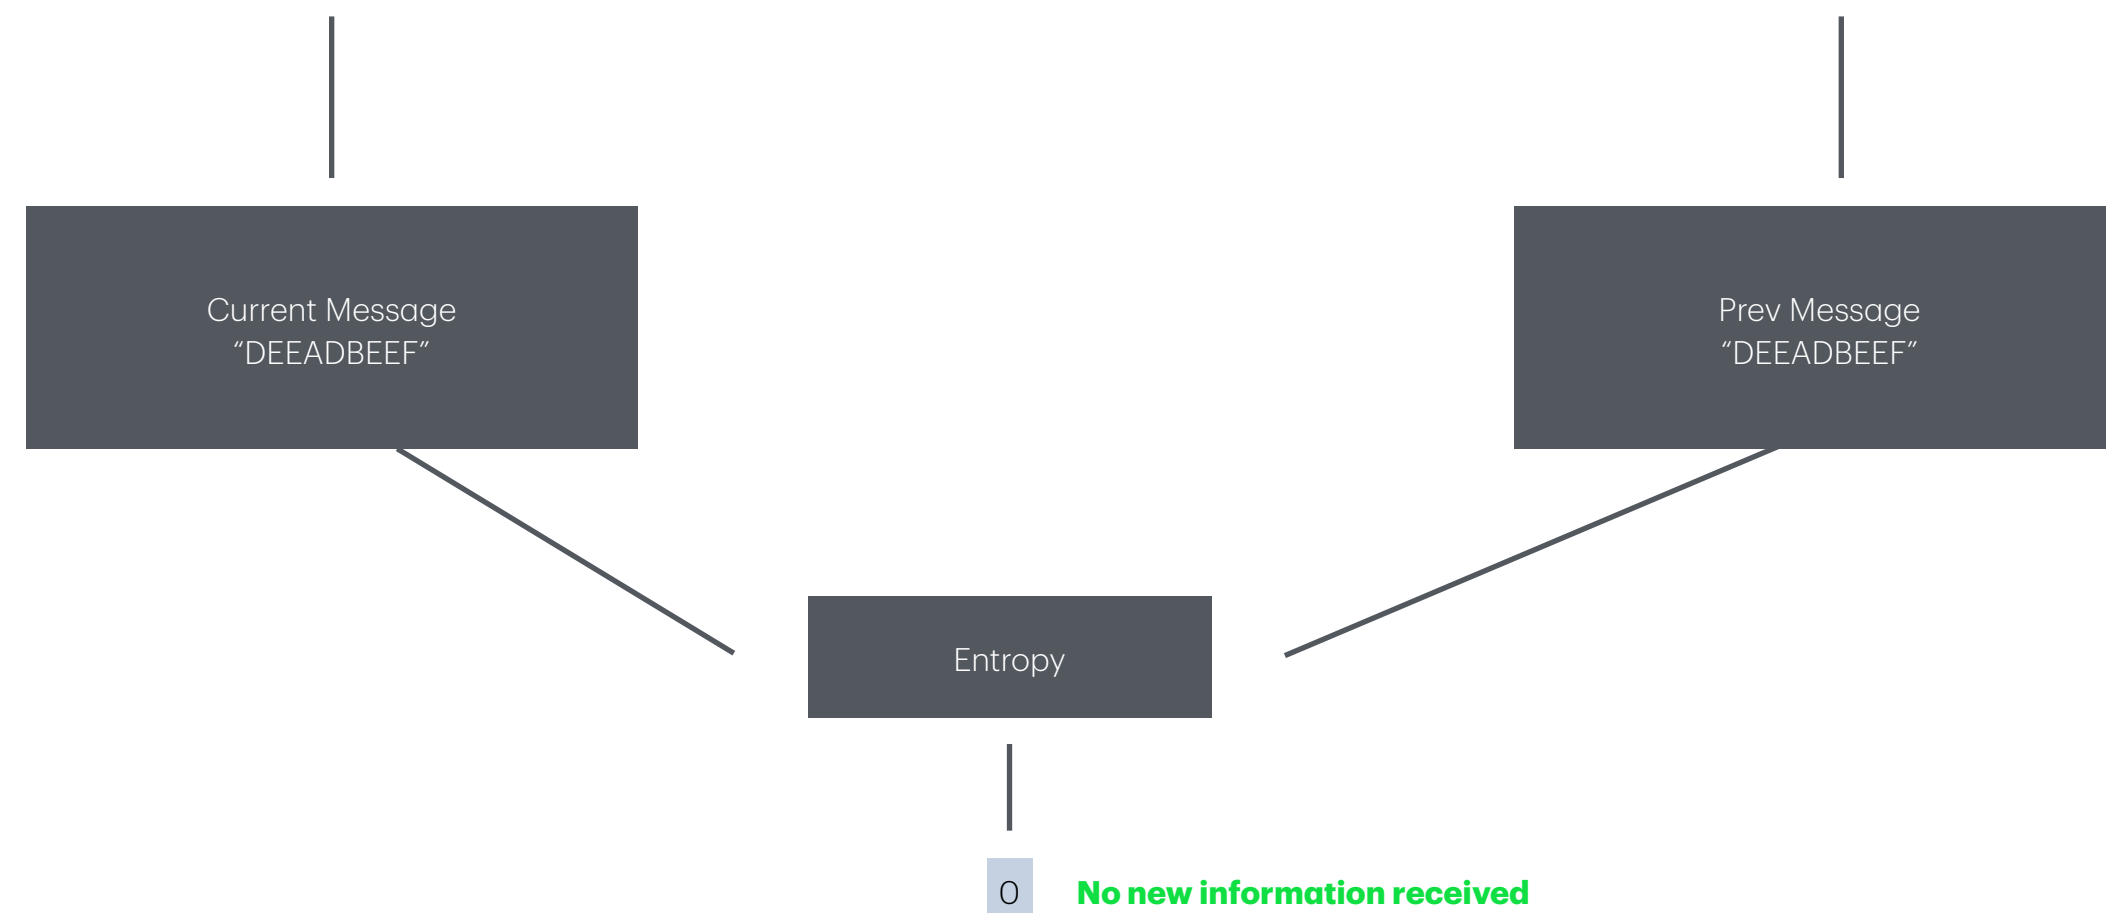 Current Message
“DEEADBEEF”
Prev Message
“DEEADBEEF”
Entropy
0
No new information received